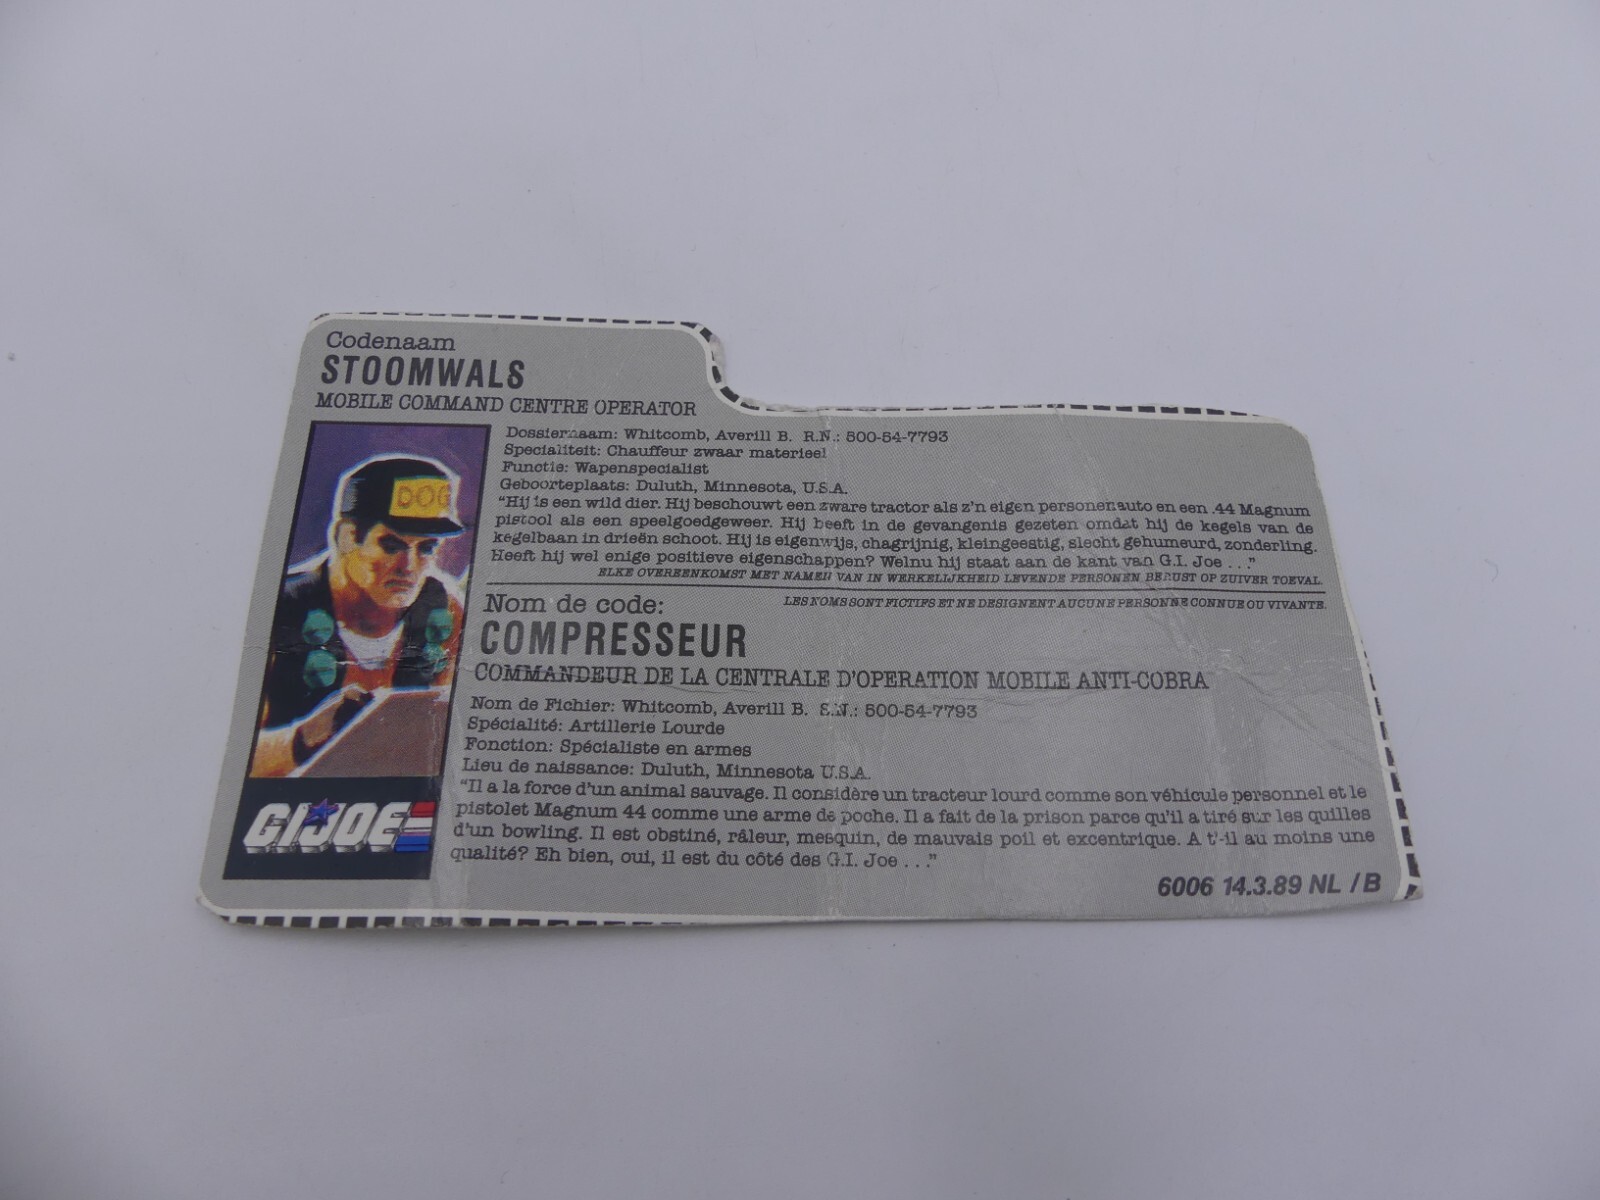 Codenaam
STOOMWALS
MOBILE COMMAND CENTRE OPERATOR
DOG
Dossiernaam: Whitcomb, Averill B. R.N.: 500-54-7793
Specialiteit: Chauffeur zwaar materieel
Functie: Wapenspecialist
Geboorteplaats: Duluth, Minnesota, U.S.A.
"Hij is een wild dier. Hij beschouwt een zware tractor als z'n eigen personenauto en een .44 Magnum
pistool als een speelgoedgeweer. Hij heeft in de gevangenis gezeten omdat hij de kegels van de
kegelbaan in drieën schoot. Hij is eigenwijs, chagrijnig, kleingeestig, slecht gehumeurd, zonderling.
Heeft hij wel enige positieve eigenschappen? Welnu hij staat aan de kant van G.I. Joe . . ."
ELKE OVEREENKOMST MET NAMEN VAN IN WERKELIJKHEID LEVENDE PERSONEN BERUST OP ZUIVER TOEVAL.
LES NOMS SONT FICTIFS ET NE DESIGNENT AUCUNE PERSONNE CONNUE OU VIVANTE.
Nom de code:
COMPRESSEUR
COMMANDEUR DE LA CENTRALE D'OPERATION MOBILE ANTI-COBRA
Nom de Fichier: Whitcomb, Averill B. S.N.: 500-54-7793
Spécialité: Artillerie Lourde
Fonction: Spécialiste en armes
Lieu de naissance: Duluth, Minnesota U.S.A.
"Il a la force d'un animal sauvage. Il considère un tracteur lourd comme son véhicule personnel et le
pistolet Magnum 44 comme une arme de poche. Il a fait de la prison parce qu'il a tiré sur les quilles
d'un bowling. Il est obstiné, râleur, mesquin, de mauvais poil et excentrique. A t'-il au moins une
qualité? Eh bien, oui, il est du côté des G.I. Joe . . ."
GI JOE
6006 14.3.89 NL / B